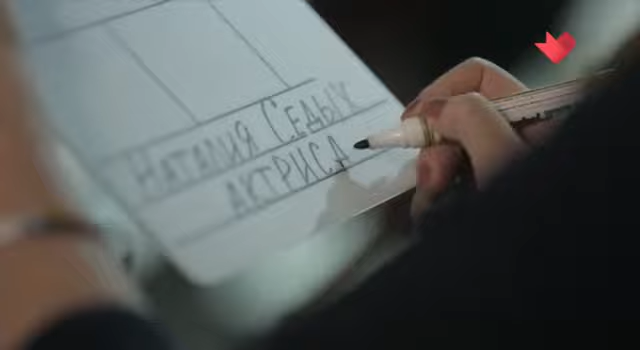 Наталия Седых
актриса